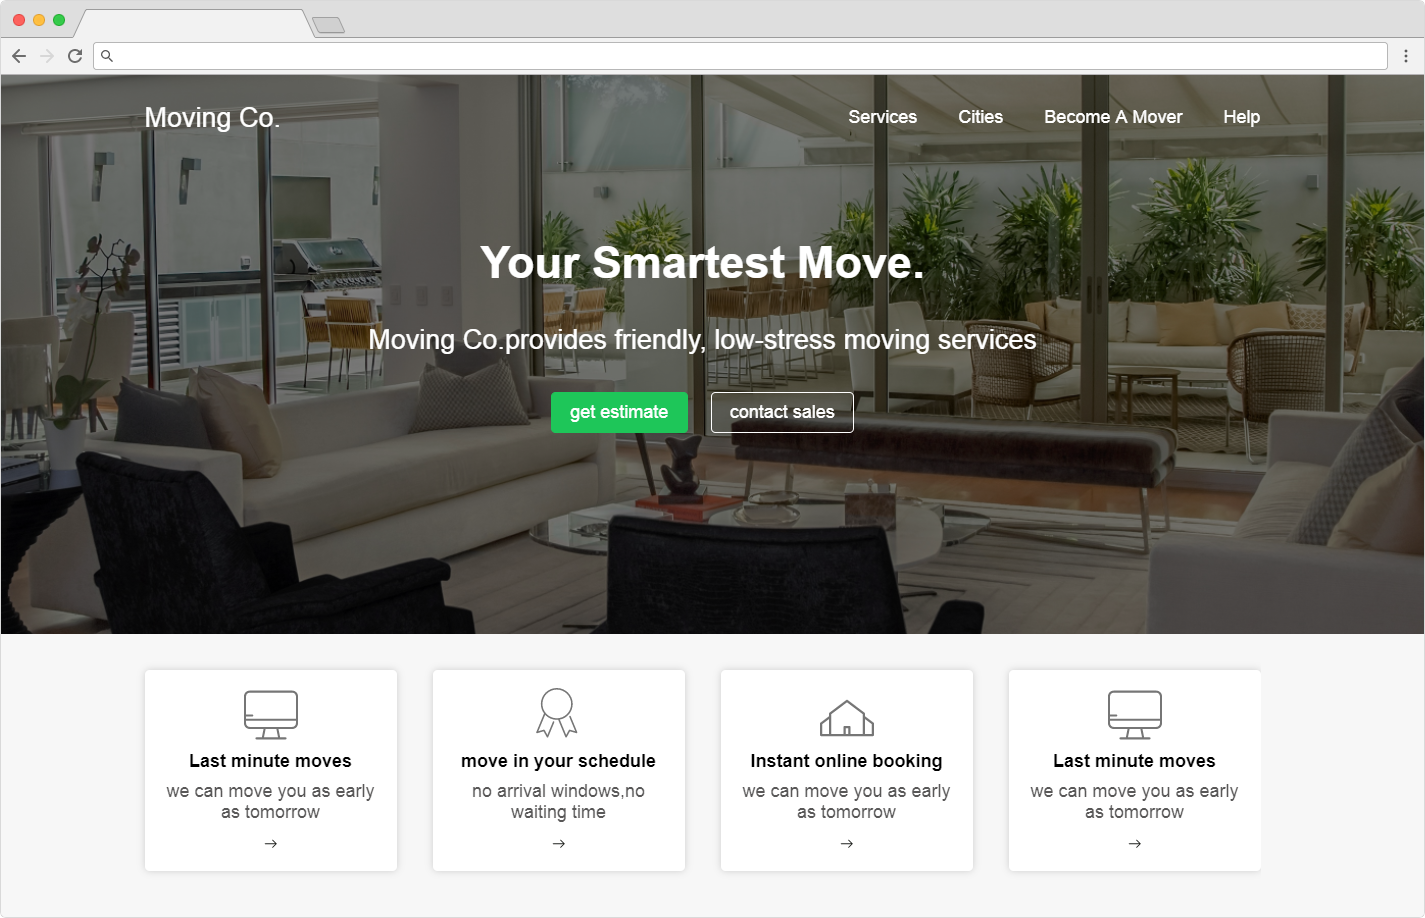 Moving Co.
Services Cities Become A Mover Help
Your Smartest Move.
Moving Co.provides friendly, low-stress moving services
get estimate contact sales
Last minute moves
we can move you as early
as tomorrow
→
move in your schedule
no arrival windows,no
waiting time
→
Instant online booking
we can move you as early
as tomorrow
→
Last minute moves
we can move you as early
as tomorrow
→